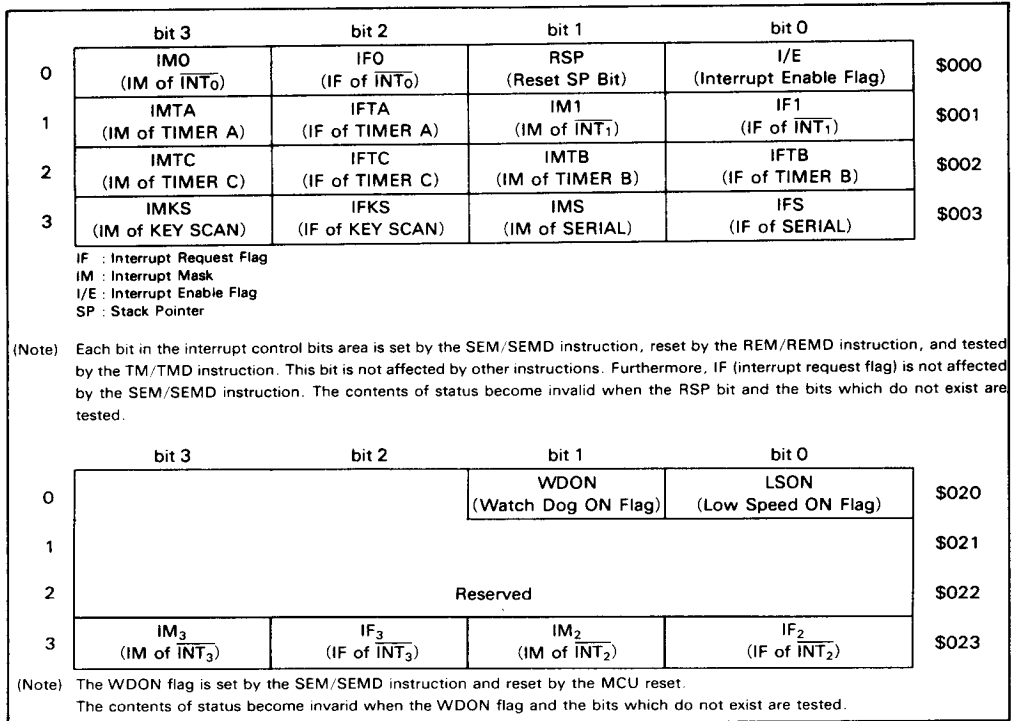 bit 3 bit 2 bit 1 bit 0
IM0 IF0 RSP I/E
0 (IM of INT0) (IF of INT0) (Reset SP Bit) (Interrupt Enable Flag) $000
IMTA IFTA IM1 IF1
1 (IM of TIMER A) (IF of TIMER A) (IM of INT1) (IF of INT1) $001
IMTC IFTC IMTB IFTB
2 (IM of TIMER C) (IF of TIMER C) (IM of TIMER B) (IF of TIMER B) $002
IMKS IFKS IMS IFS
3 (IM of KEY SCAN) (IF of KEY SCAN) (IM of SERIAL) (IF of SERIAL) $003
IF : Interrupt Request Flag
IM : Interrupt Mask
I/E : Interrupt Enable Flag
SP : Stack Pointer
(Note) Each bit in the interrupt control bits area is set by the SEM/SEMD instruction, reset by the REM/REMD instruction, and tested
by the TM/TMD instruction. This bit is not affected by other instructions. Furthermore, IF (interrupt request flag) is not affected
by the SEM/SEMD instruction. The contents of status become invalid when the RSP bit and the bits which do not exist are
tested.
bit 3 bit 2 bit 1 bit 0
WDON LSON
0 (Watch Dog ON Flag) (Low Speed ON Flag) $020
1 $021
2 Reserved $022
IM3 IF3 IM2 IF2
3 (IM of INT3) (IF of INT3) (IM of INT2) (IF of INT2) $023
(Note) The WDON flag is set by the SEM/SEMD instruction and reset by the MCU reset.
The contents of status become invarid when the WDON flag and the bits which do not exist are tested.